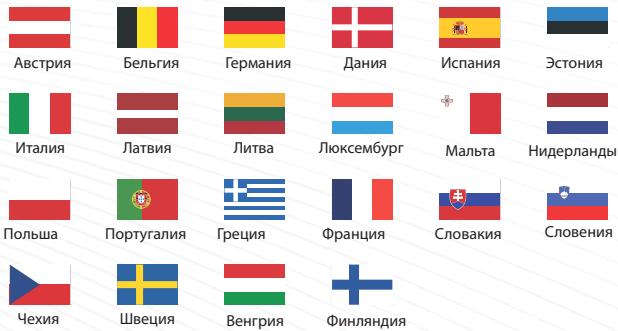 Австрия Бельгия Германия Дания Испания Эстония
Италия Латвия Литва Люксембург Мальта Нидерланды
Польша Португалия Греция Франция Словакия Словения
Чехия Швеция Венгрия Финляндия